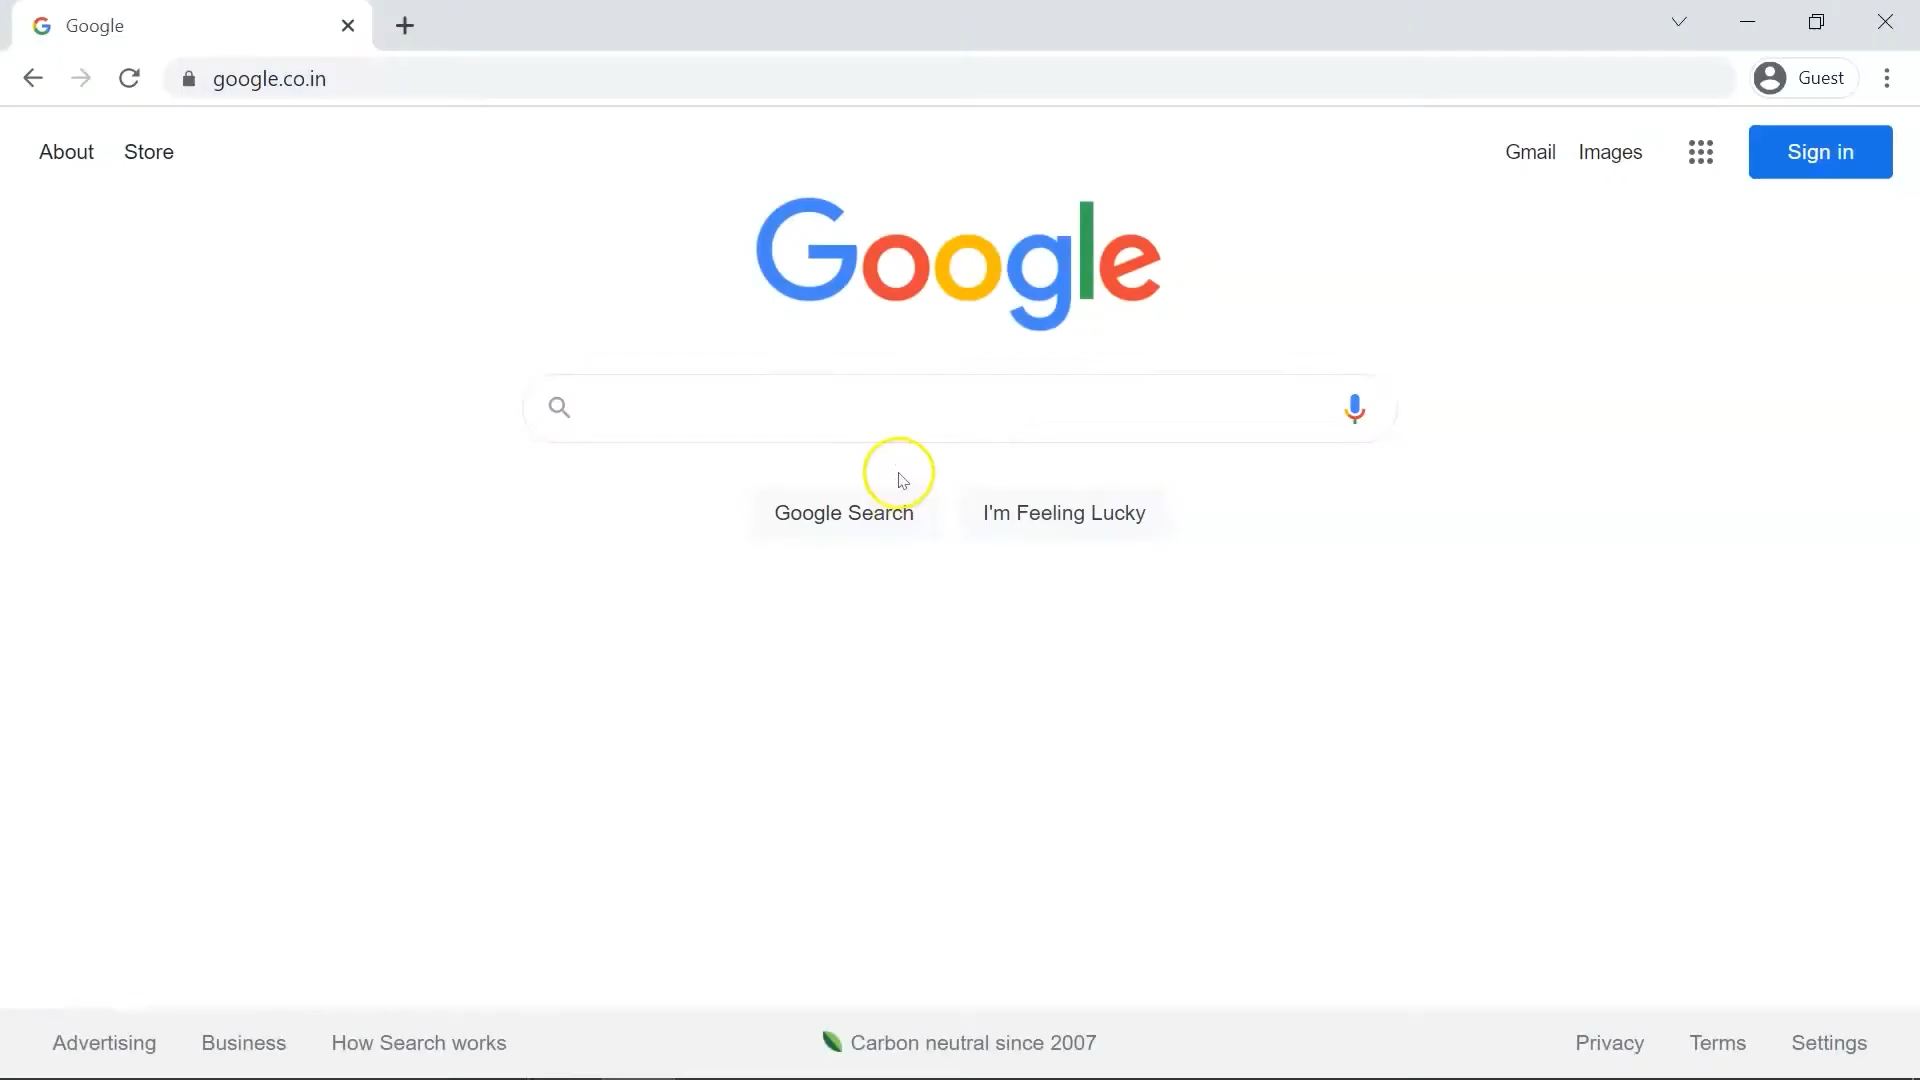 Google
google.co.in
Guest
About Store
Gmail Images
Sign in
Google
Google Search
I'm Feeling Lucky
Advertising Business How Search works
Carbon neutral since 2007
Privacy Terms Settings